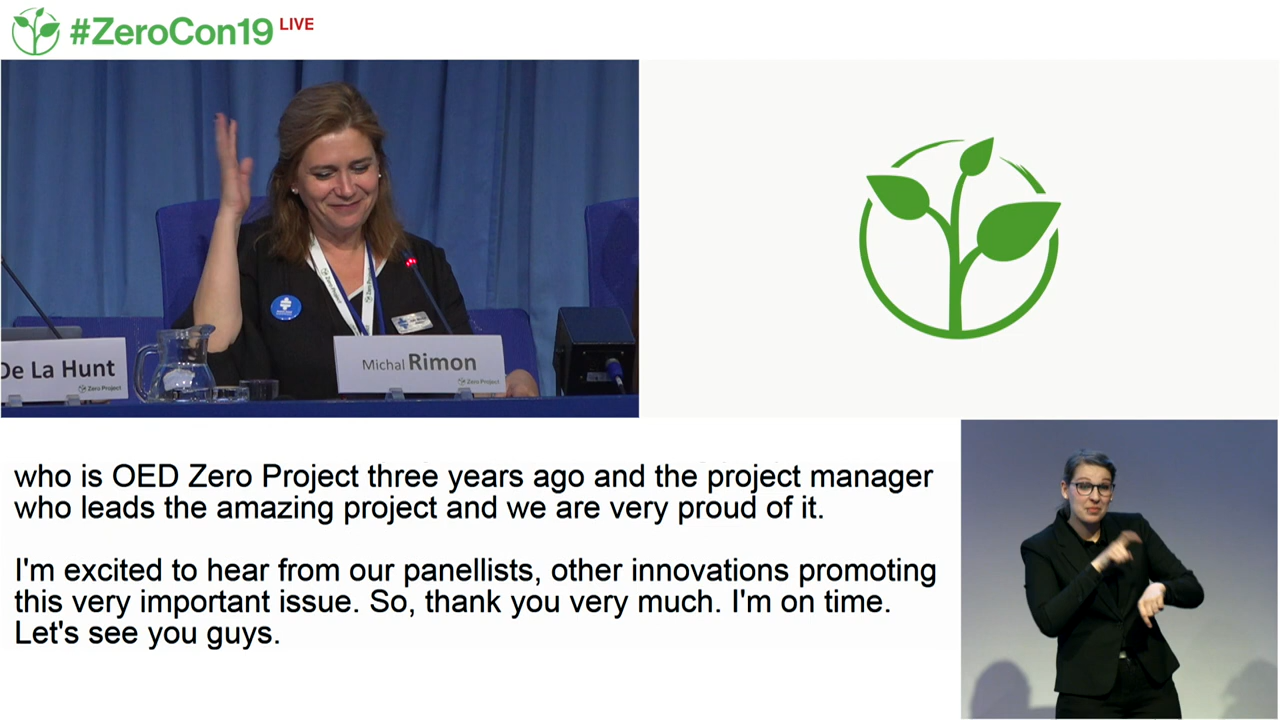 #ZeroCon19 LIVE
De La Hunt
Zero Project
Michal Rimon
Zero Project
Zero Project
who is OED Zero Project three years ago and the project manager
who leads the amazing project and we are very proud of it.
I'm excited to hear from our panellists, other innovations promoting
this very important issue. So, thank you very much. I'm on time.
Let's see you guys.